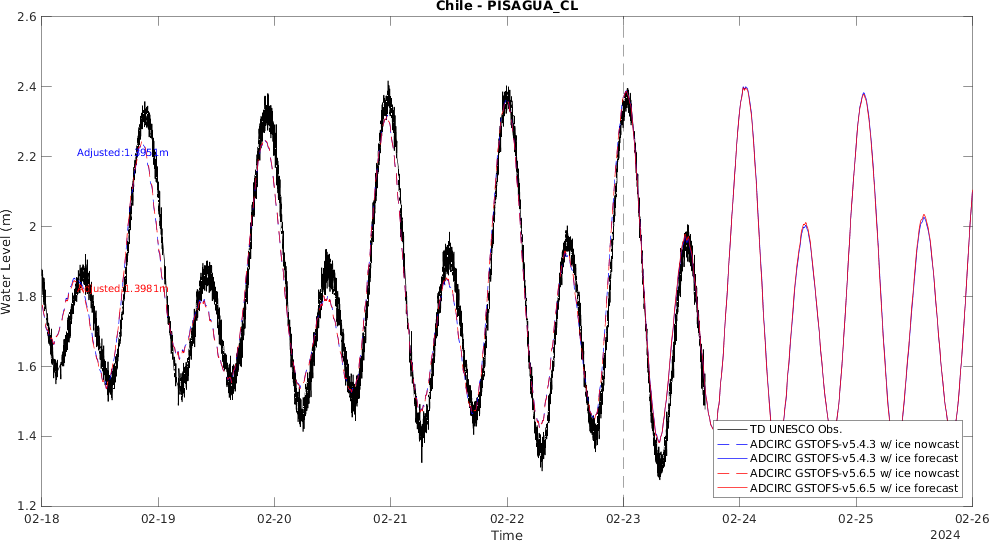 Chile - PISAGUA_CL
Water Level (m)
2.6
2.4
2.2
2
1.8
1.6
1.4
1.2
Adjusted:1.3951m
Adjusted:1.3981m
TD UNESCO Obs.
ADCIRC GSTOFS-v5.4.3 w/ ice nowcast
ADCIRC GSTOFS-v5.4.3 w/ ice forecast
ADCIRC GSTOFS-v5.6.5 w/ ice nowcast
ADCIRC GSTOFS-v5.6.5 w/ ice forecast
02-18 02-19 02-20 02-21 02-22 02-23 02-24 02-25 02-26
Time
2024